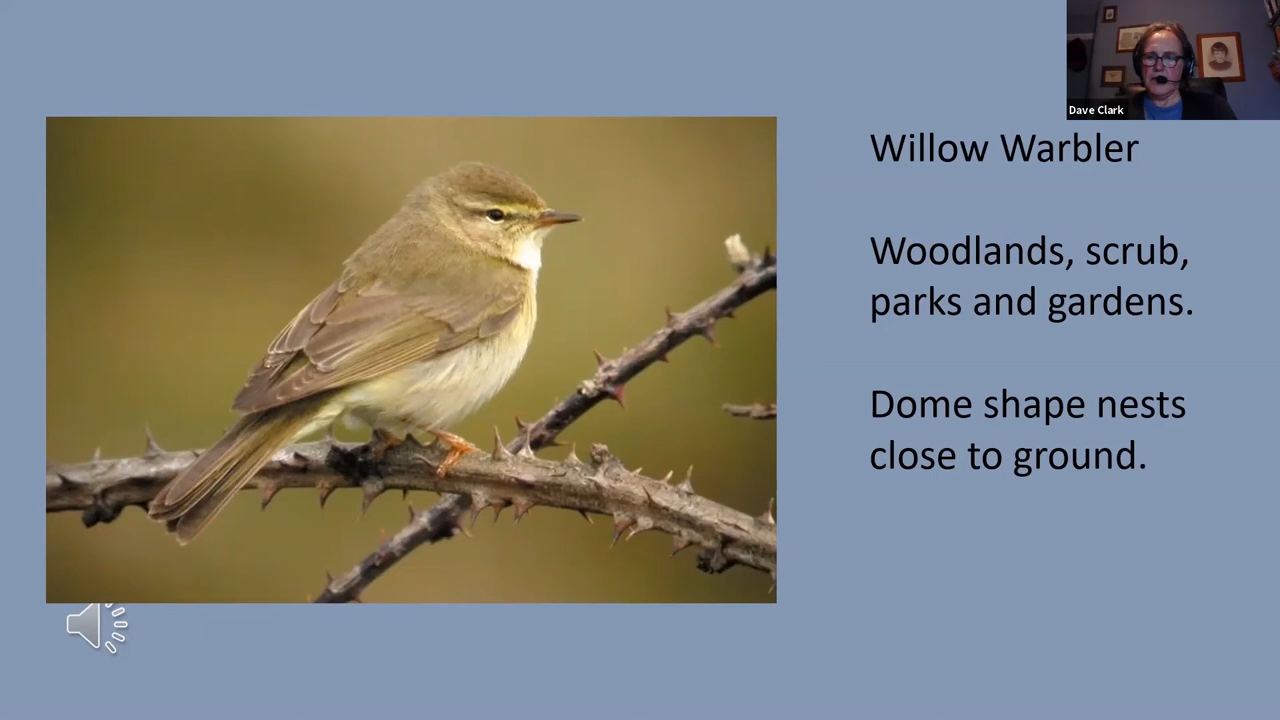 Dave Clark
Willow Warbler
Woodlands, scrub,
parks and gardens.
Dome shape nests
close to ground.